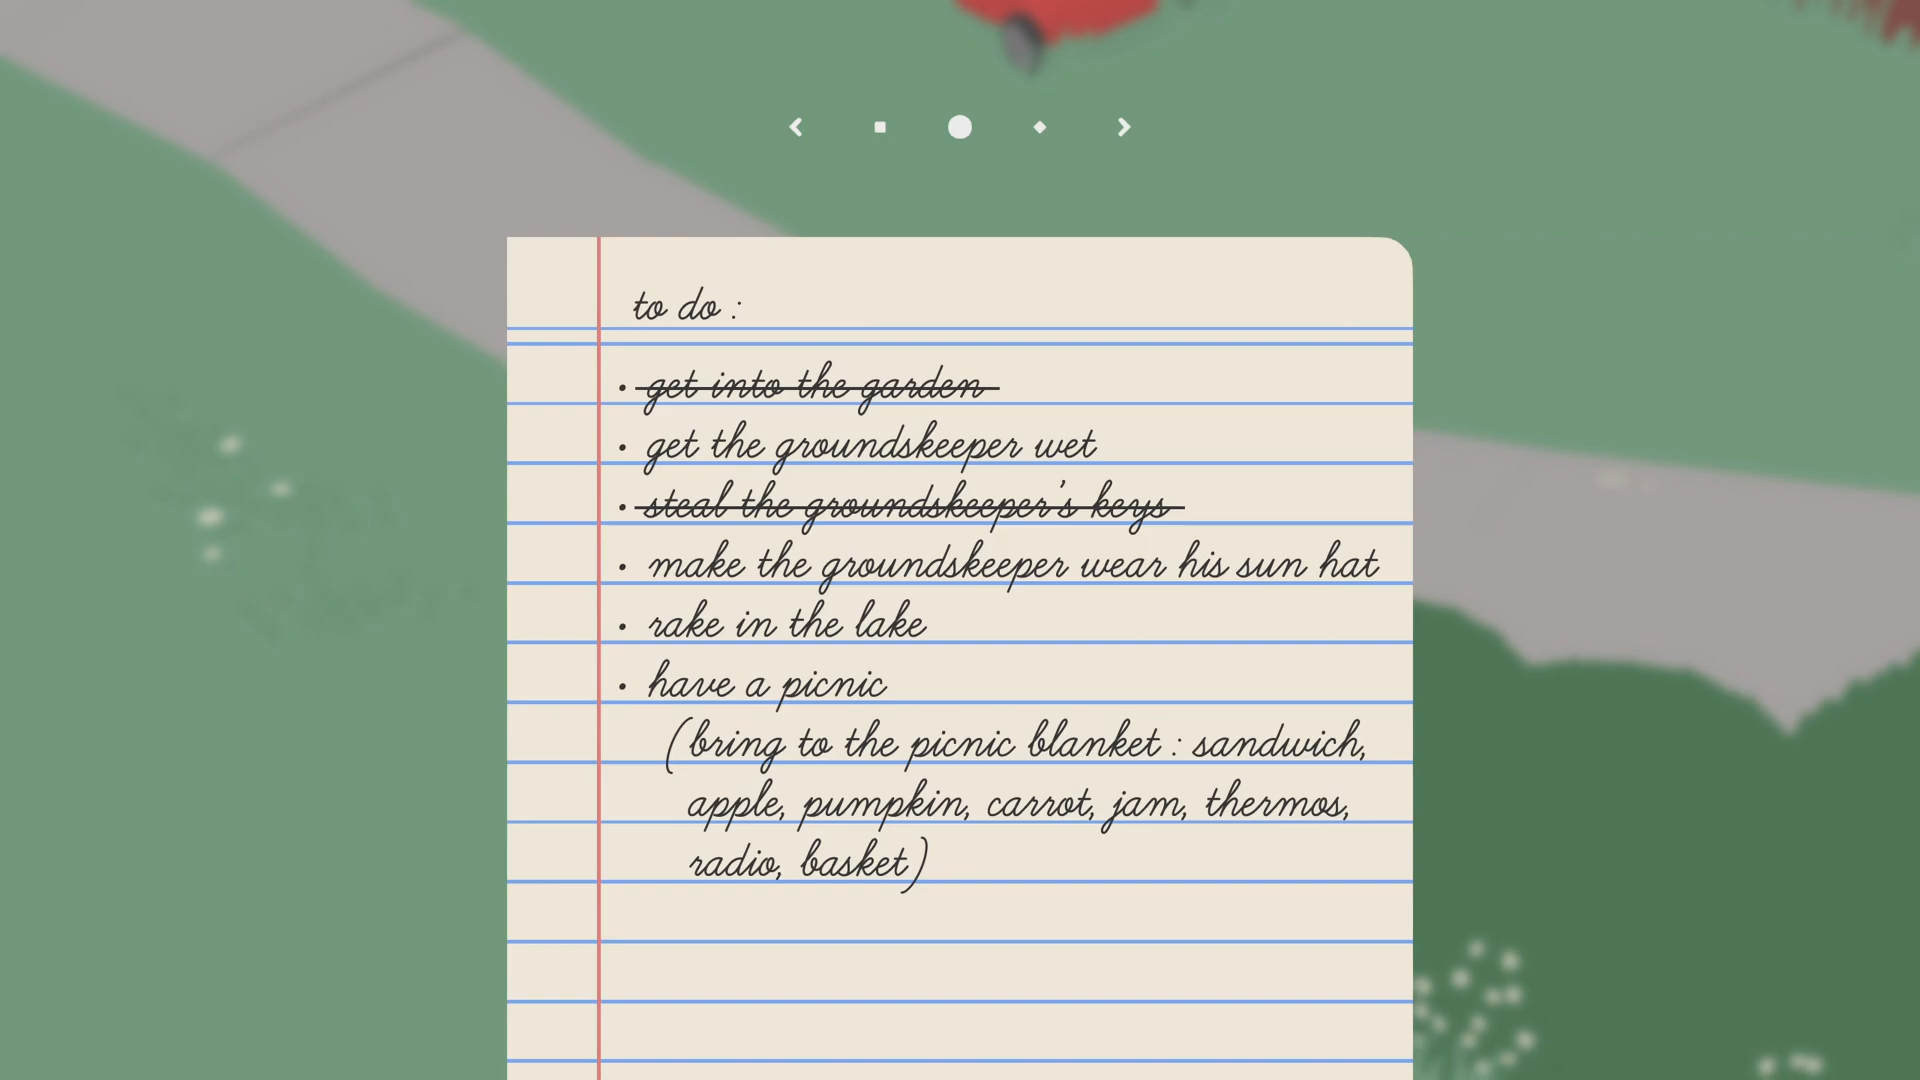 to do :
• get into the garden
• get the groundskeeper wet
• steal the groundskeeper's keys
• make the groundskeeper wear his sun hat
• rake in the lake
• have a picnic
(bring to the picnic blanket : sandwich,
apple, pumpkin, carrot, jam, thermos,
radio, basket)